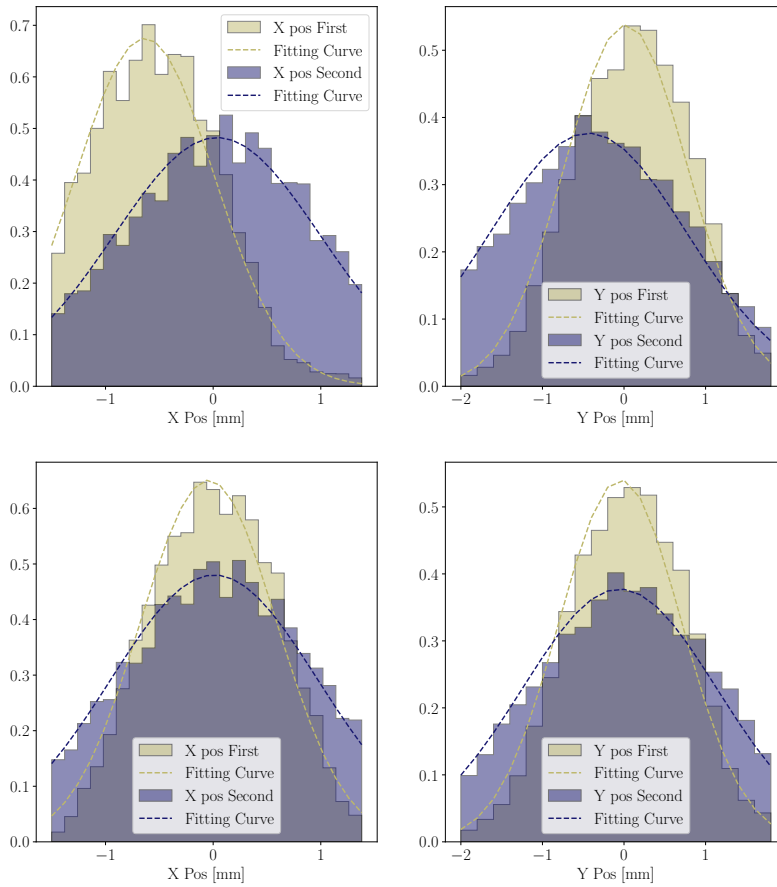 0.7
0.6
0.5
0.4
0.3
0.2
0.1
0.0
−1
0
1
X Pos [mm]
X pos First
Fitting Curve
X pos Second
Fitting Curve
0.5
0.4
0.3
0.2
0.1
0.0
−2
−1
0
1
Y Pos [mm]
Y pos First
Fitting Curve
Y pos Second
Fitting Curve
0.6
0.5
0.4
0.3
0.2
0.1
0.0
−1
0
1
X Pos [mm]
X pos First
Fitting Curve
X pos Second
Fitting Curve
0.5
0.4
0.3
0.2
0.1
0.0
−2
−1
0
1
Y Pos [mm]
Y pos First
Fitting Curve
Y pos Second
Fitting Curve